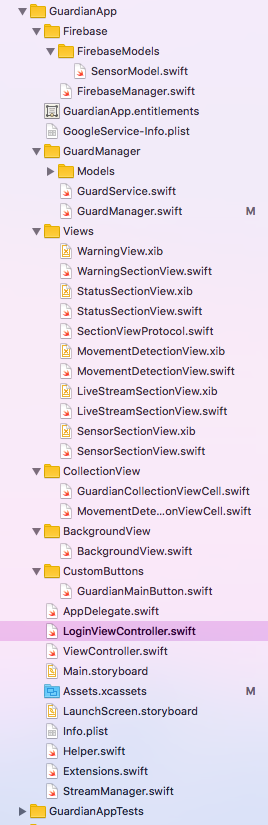 GuardianApp
Firebase
FirebaseModels
SensorModel.swift
FirebaseManager.swift
GuardianApp.entitlements
GoogleService-Info.plist
GuardManager
Models
GuardService.swift
GuardManager.swift M
Views
WarningView.xib
WarningSectionView.swift
StatusSectionView.xib
StatusSectionView.swift
SectionViewProtocol.swift
MovementDetectionView.xib
MovementDetectionView.swift
LiveStreamSectionView.xib
LiveStreamSectionView.swift
SensorSectionView.xib
SensorSectionView.swift
CollectionView
GuardianCollectionViewCell.swift
MovementDete...onViewCell.swift
BackgroundView
BackgroundView.swift
CustomButtons
GuardianMainButton.swift
AppDelegate.swift
LoginViewController.swift
ViewController.swift
Main.storyboard
Assets.xcassets M
LaunchScreen.storyboard
Info.plist
Helper.swift
Extensions.swift
StreamManager.swift
GuardianAppTests